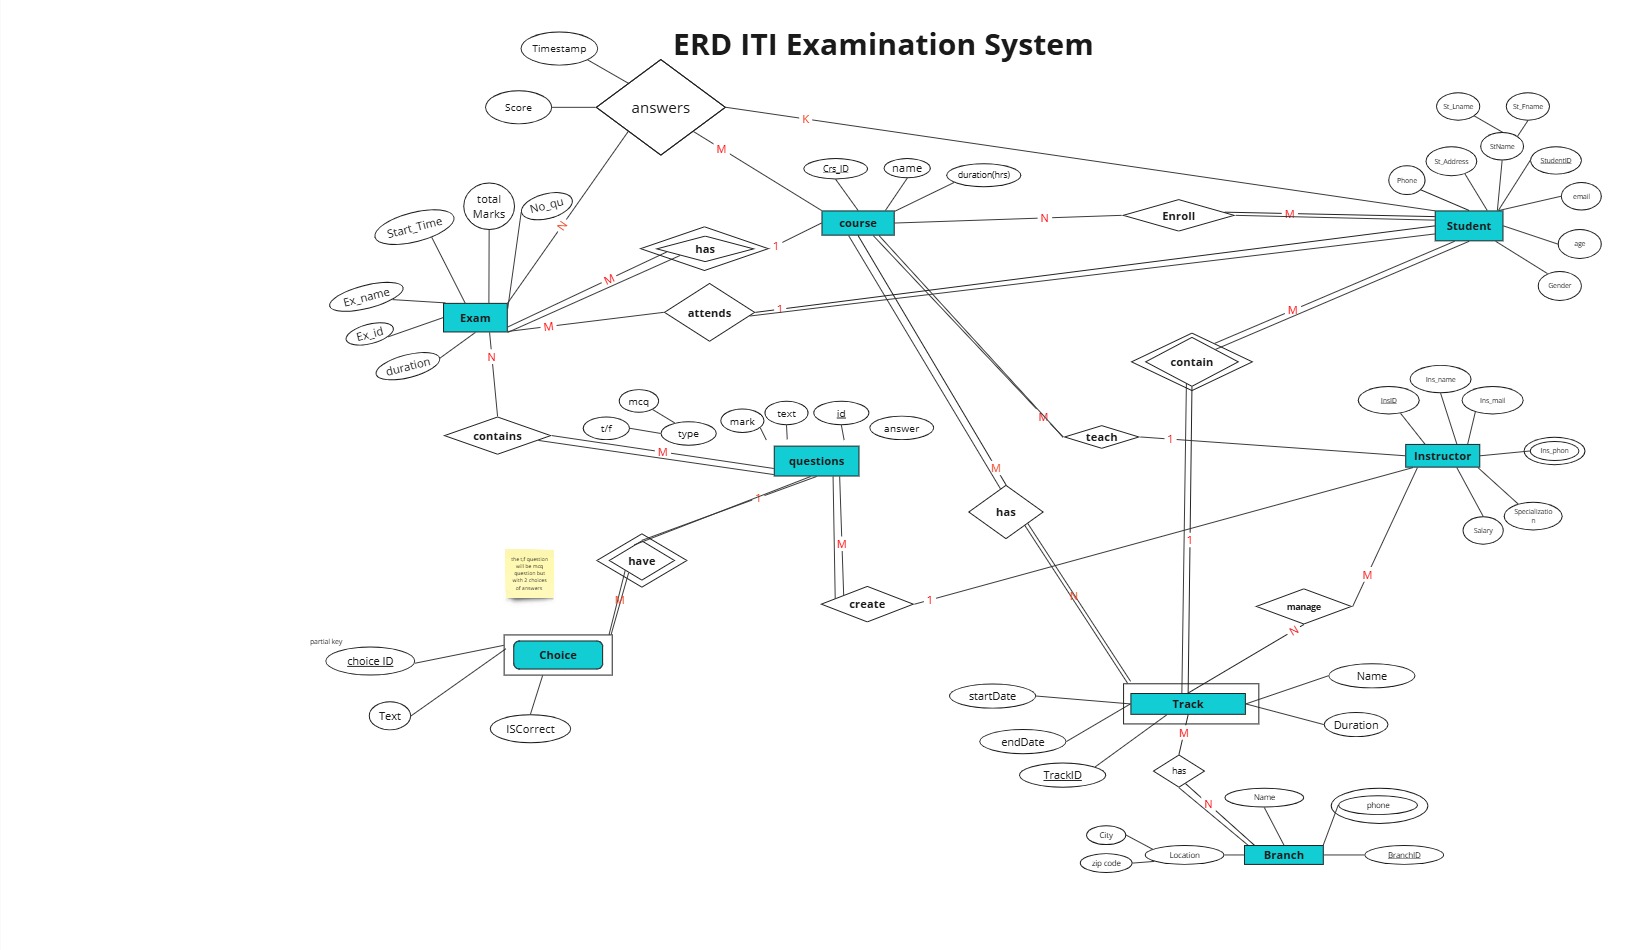 ERD ITI Examination System
Timestamp
Score
answers
K
M
N
St_Lname
St_Fname
StName
St_Address
StudentID
Phone
email
age
Gender
Student
Crs_ID
name
duration(hrs)
course
N
Enroll
M
total
Marks
No_qu
Start_Time
Ex_name
Ex_id
duration
Exam
has
1
M
attends
1
M
N
contains
M
mcq
t/f
type
mark
text
id
answer
questions
contain
M
1
teach
M
1
InsID
Ins_name
Ins_mail
Ins_phon
Specializatio
n
Salary
Instructor
has
M
N
1
have
M
the t.f question
will be mcq
question but
with 2 choices
of answers
M
create
1
manage
M
N
partial key
choice ID
Choice
Text
ISCorrect
startDate
endDate
TrackID
Track
Name
Duration
M
has
N
Name
phone
City
zip code
Location
Branch
BranchID